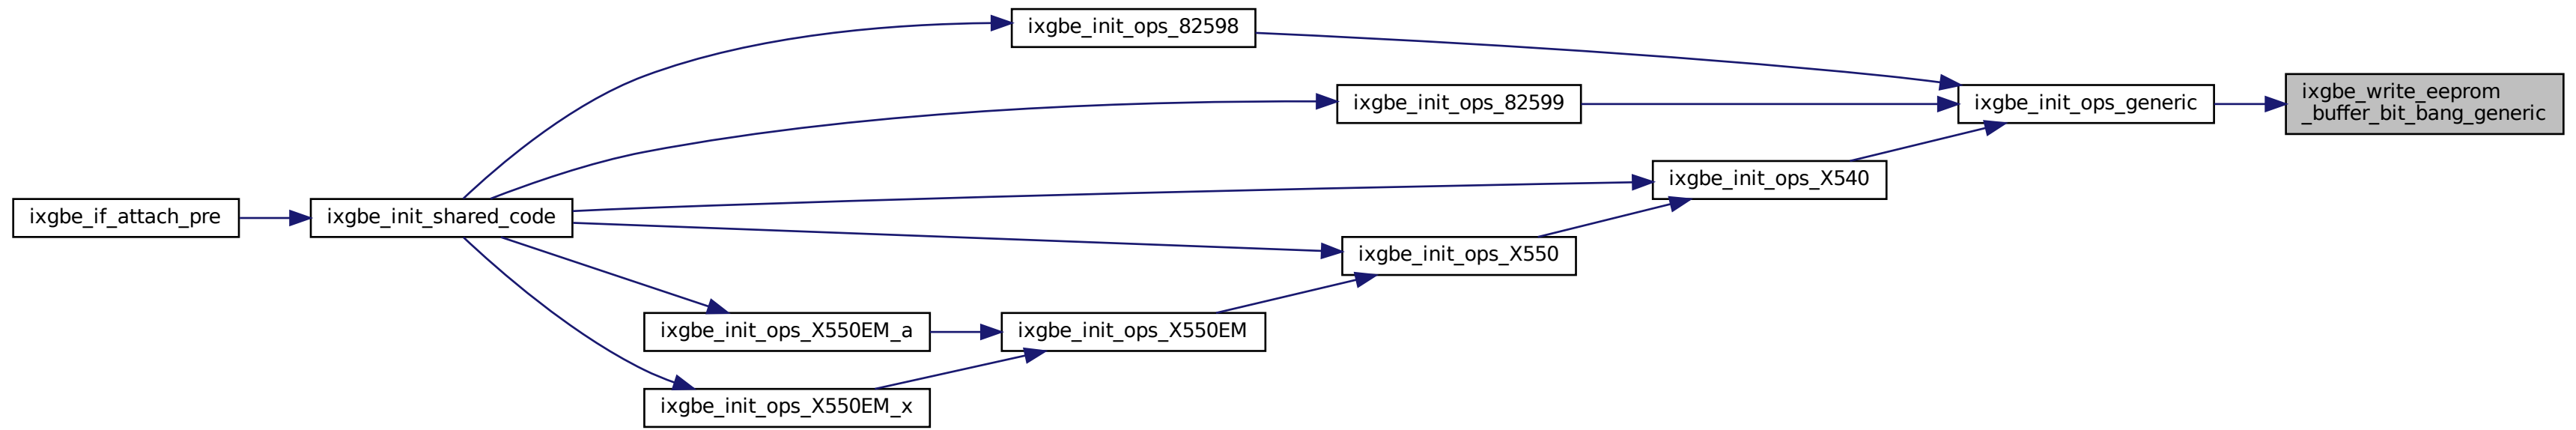 ixgbe_init_ops_82598
ixgbe_write_eeprom
_buffer_bit_bang_generic
ixgbe_init_ops_82599
ixgbe_init_ops_generic
ixgbe_init_ops_X540
ixgbe_if_attach_pre
ixgbe_init_shared_code
ixgbe_init_ops_X550
ixgbe_init_ops_X550EM_a
ixgbe_init_ops_X550EM
ixgbe_init_ops_X550EM_x